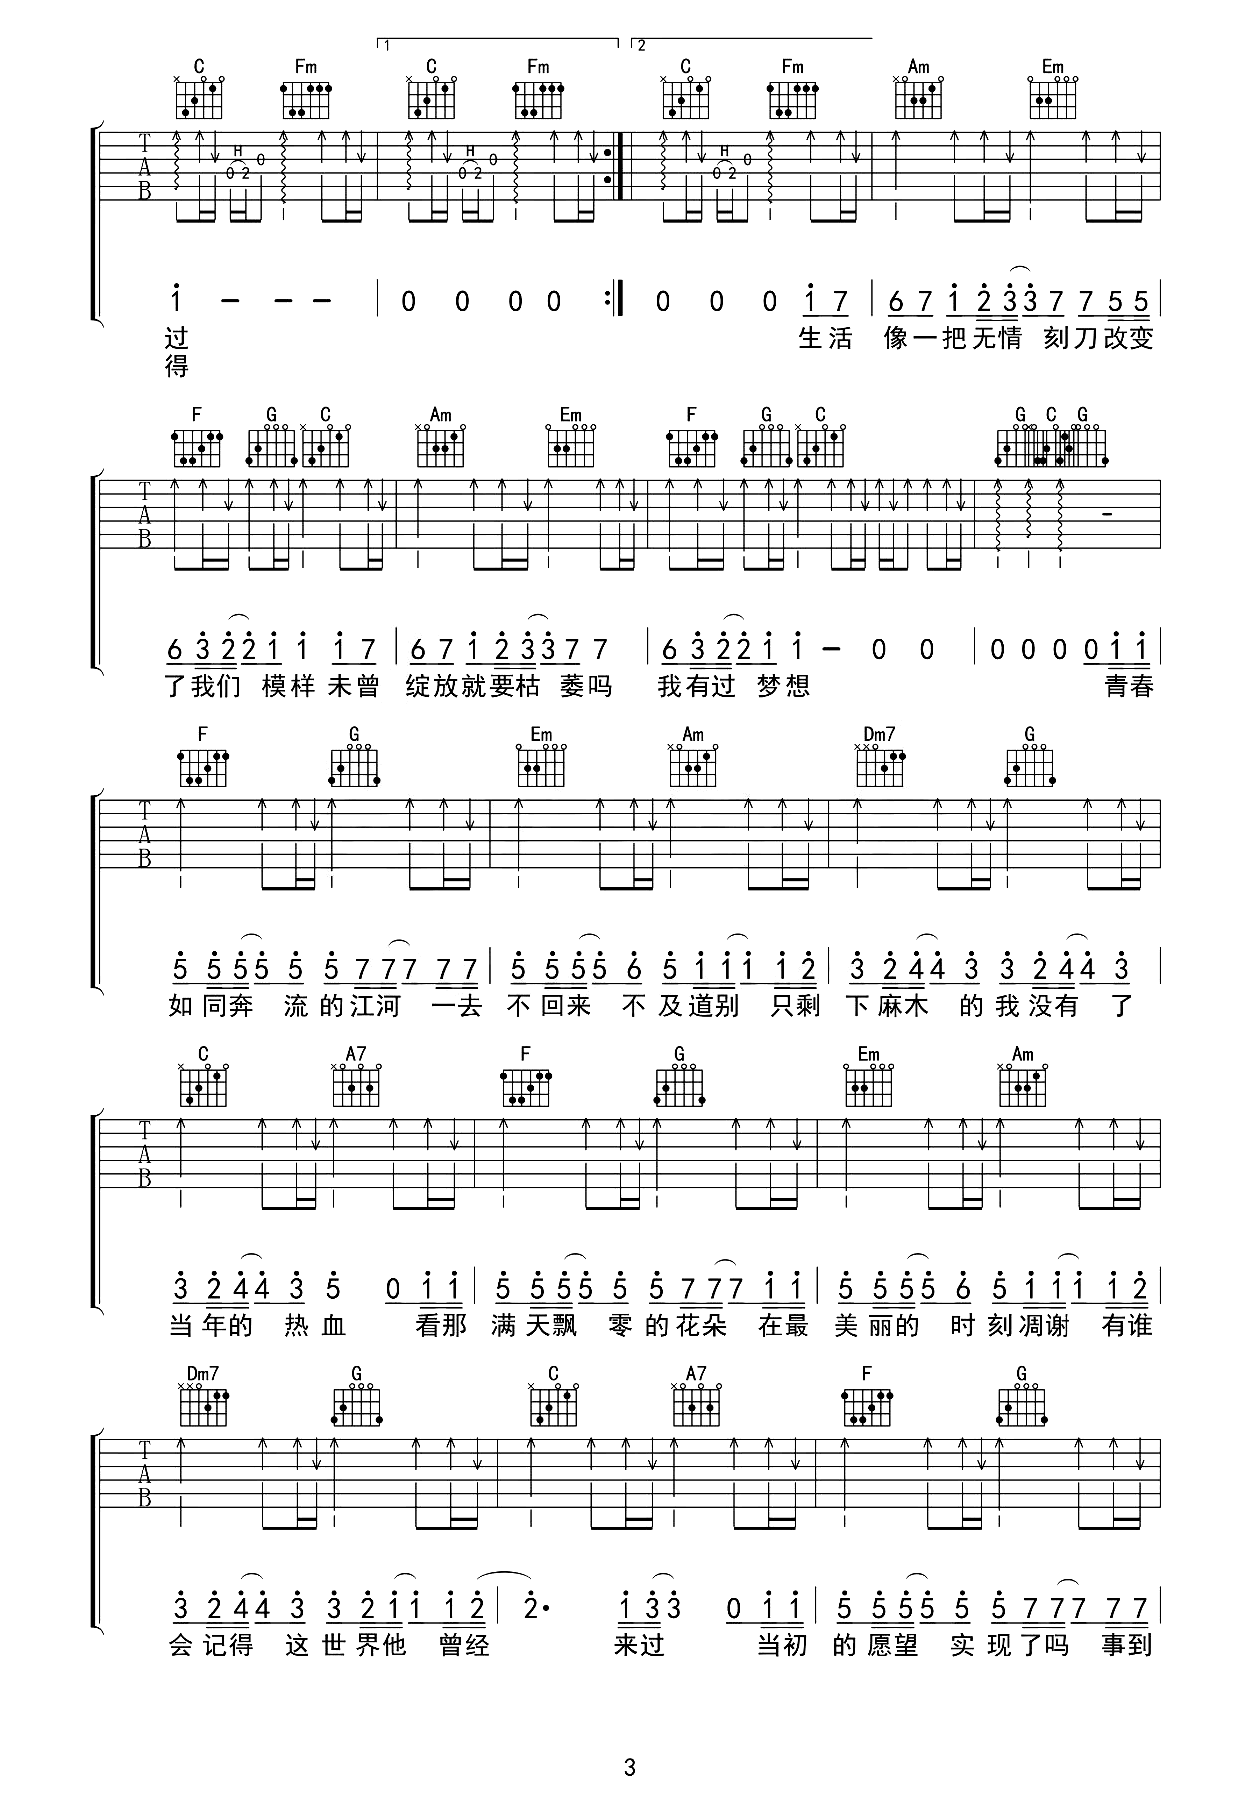 1 2
C Fm C Fm C Fm Am Em
T A B H 0 2 0 H 0 2 0 H 0 2 0
1 - - - 0 0 0 0 0 0 0 1 7 6 7 1 2 3 3 7 7 5 5
过 生活 像一把无情 刻刀改变
得
F G C Am Em F G C G C G
T A B
6 3 2 2 1 1 1 7 6 7 1 2 3 3 7 7 6 3 2 2 1 1 - 0 0 0 0 0 0 1 1
了我们 模样 未曾 绽放就要枯 萎吗 我有过 梦想 青春
F G Em Am Dm7 G
T A B
5 5 5 5 5 5 7 7 7 7 7 5 5 5 5 6 5 1 1 1 1 2 3 2 4 4 3 3 2 4 4 3
如同奔 流的江河 一去 不回来 不及道别 只剩 下麻木 的我没有 了
C A7 F G Em Am
T A B
3 2 4 4 3 5 0 1 1 5 5 5 5 5 5 7 7 7 1 1 5 5 5 5 6 5 1 1 1 1 2
当年的 热血 看那 满天飘 零的花朵 在最 美丽的 时刻凋谢 有谁
Dm7 G C A7 F G
T A B
3 2 4 4 3 3 2 1 1 1 2 2· 1 3 3 0 1 1 5 5 5 5 5 5 7 7 7 7 7
会记得 这世界他 曾经 来过 当初 的愿望 实现了吗 事到
3